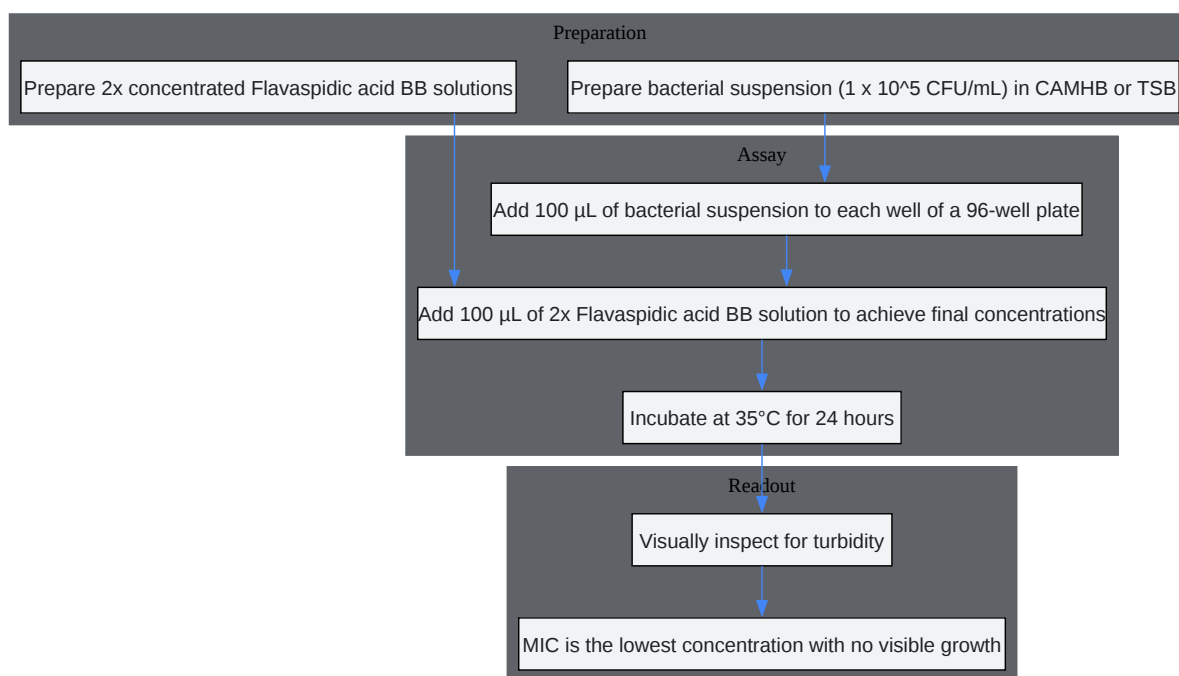 Preparation
Prepare 2x concentrated Flavaspidic acid BB solutions
Prepare bacterial suspension (1 x 10^5 CFU/mL) in CAMHB or TSB
Assay
Add 100 µL of bacterial suspension to each well of a 96-well plate
Add 100 µL of 2x Flavaspidic acid BB solution to achieve final concentrations
Incubate at 35°C for 24 hours
Readout
Visually inspect for turbidity
MIC is the lowest concentration with no visible growth